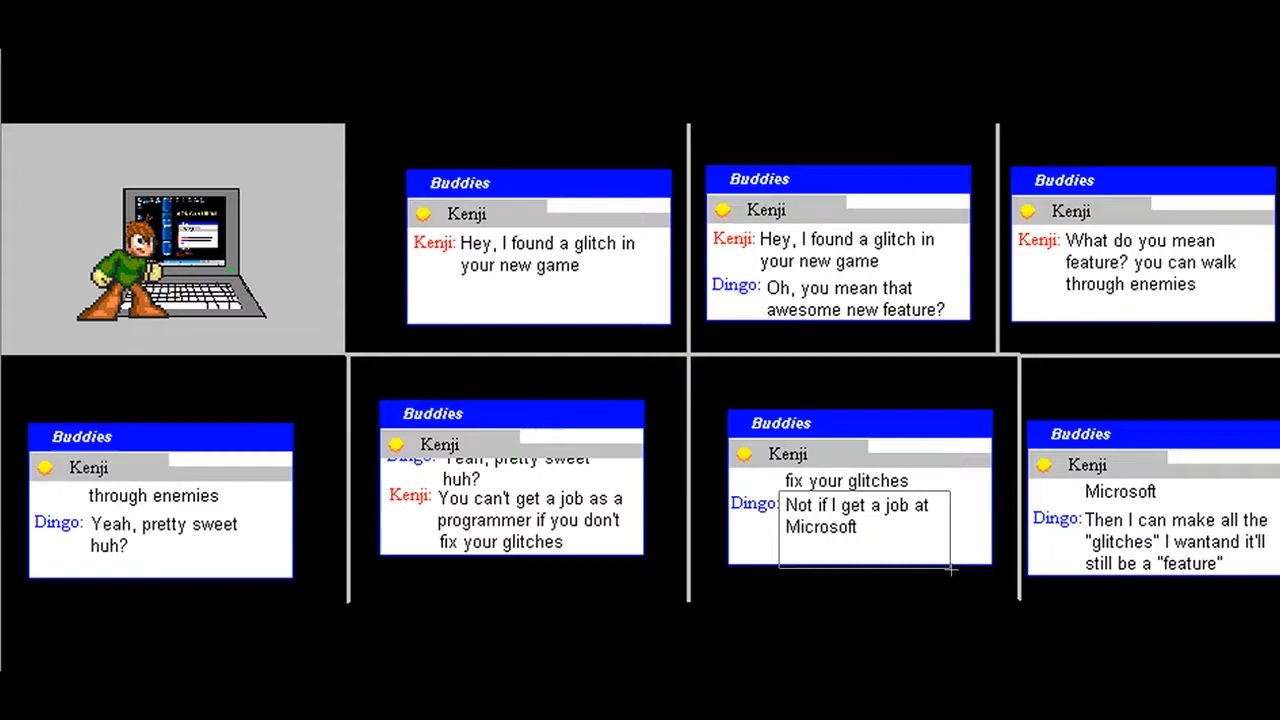 Buddies
Kenji
Kenji: Hey, I found a glitch in
your new game
Buddies
Kenji
Kenji: Hey, I found a glitch in
your new game
Dingo: Oh, you mean that
awesome new feature?
Buddies
Kenji
Kenji: What do you mean
feature? you can walk
through enemies
Buddies
Kenji
through enemies
Dingo: Yeah, pretty sweet
huh?
Buddies
Kenji
Dingo: Yeah, pretty sweet
huh?
Kenji: You can't get a job as a
programmer if you don't
fix your glitches
Buddies
Kenji
fix your glitches
Dingo: Not if I get a job at
Microsoft
Buddies
Kenji
Microsoft
Dingo: Then I can make all the
"glitches" I wantand it'll
still be a "feature"